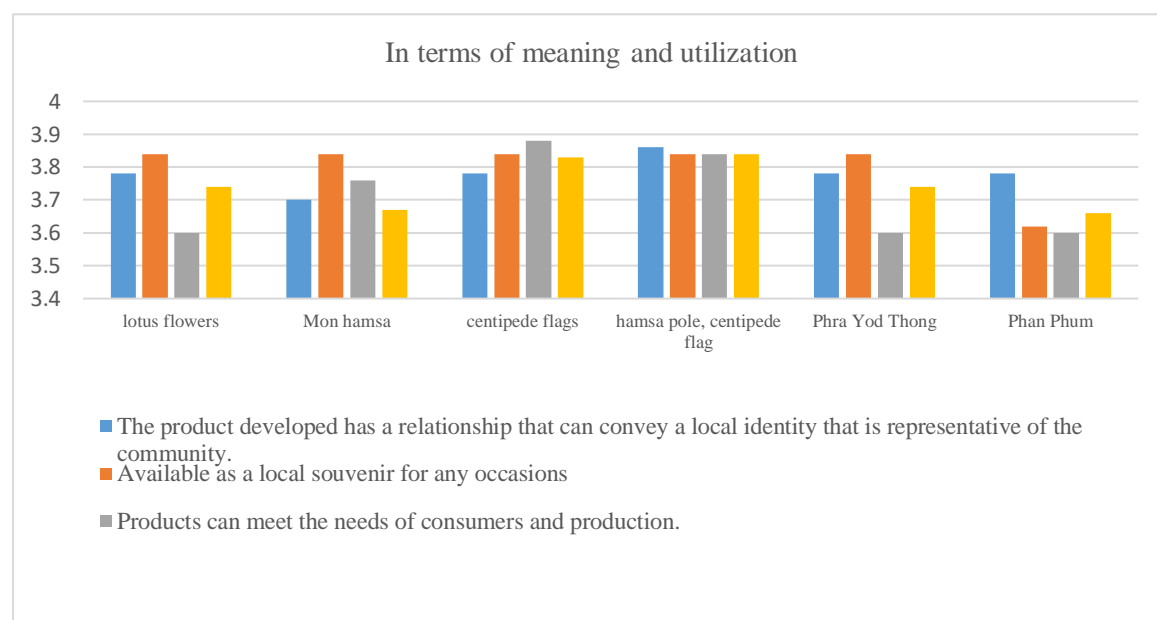 In terms of meaning and utilization
4
3.9
3.8
3.7
3.6
3.5
3.4
lotus flowers
Mon hamsa
centipede flags
hamsa pole, centipede
flag
Phra Yod Thong
Phan Phum
The product developed has a relationship that can convey a local identity that is representative of the
community.
Available as a local souvenir for any occasions
Products can meet the needs of consumers and production.